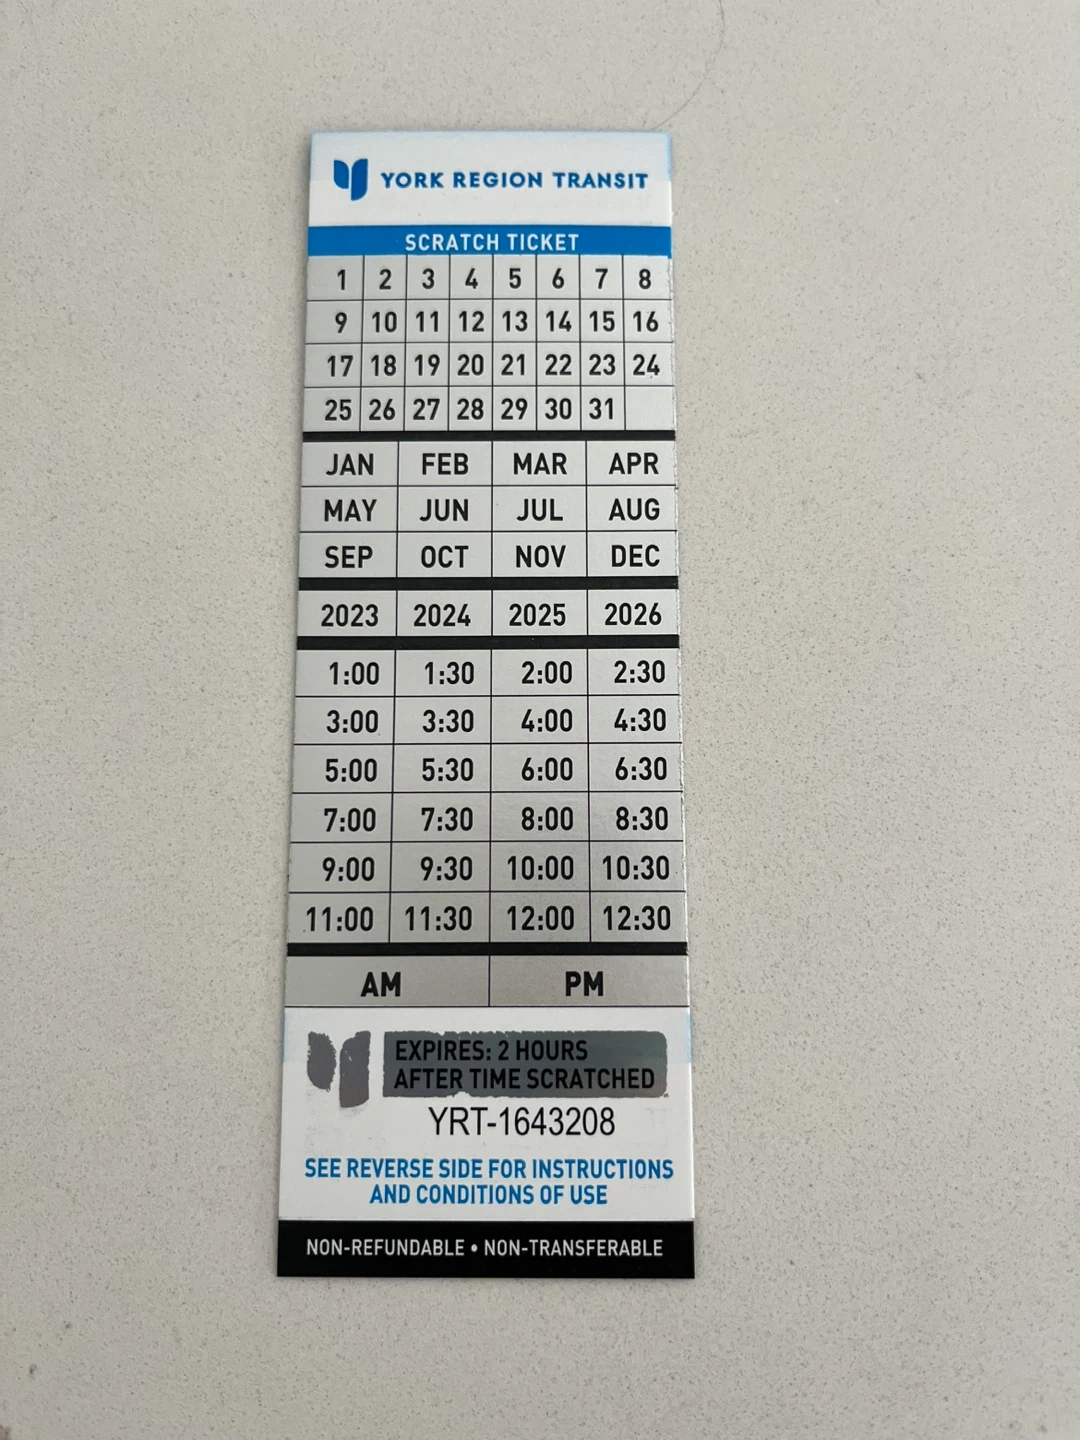 YORK REGION TRANSIT
SCRATCH TICKET
1 2 3 4 5 6 7 8
9 10 11 12 13 14 15 16
17 18 19 20 21 22 23 24
25 26 27 28 29 30 31
JAN FEB MAR APR
MAY JUN JUL AUG
SEP OCT NOV DEC
2023 2024 2025 2026
1:00 1:30 2:00 2:30
3:00 3:30 4:00 4:30
5:00 5:30 6:00 6:30
7:00 7:30 8:00 8:30
9:00 9:30 10:00 10:30
11:00 11:30 12:00 12:30
AM PM
EXPIRES: 2 HOURS
AFTER TIME SCRATCHED
YRT-1643208
SEE REVERSE SIDE FOR INSTRUCTIONS
AND CONDITIONS OF USE
NON-REFUNDABLE • NON-TRANSFERABLE